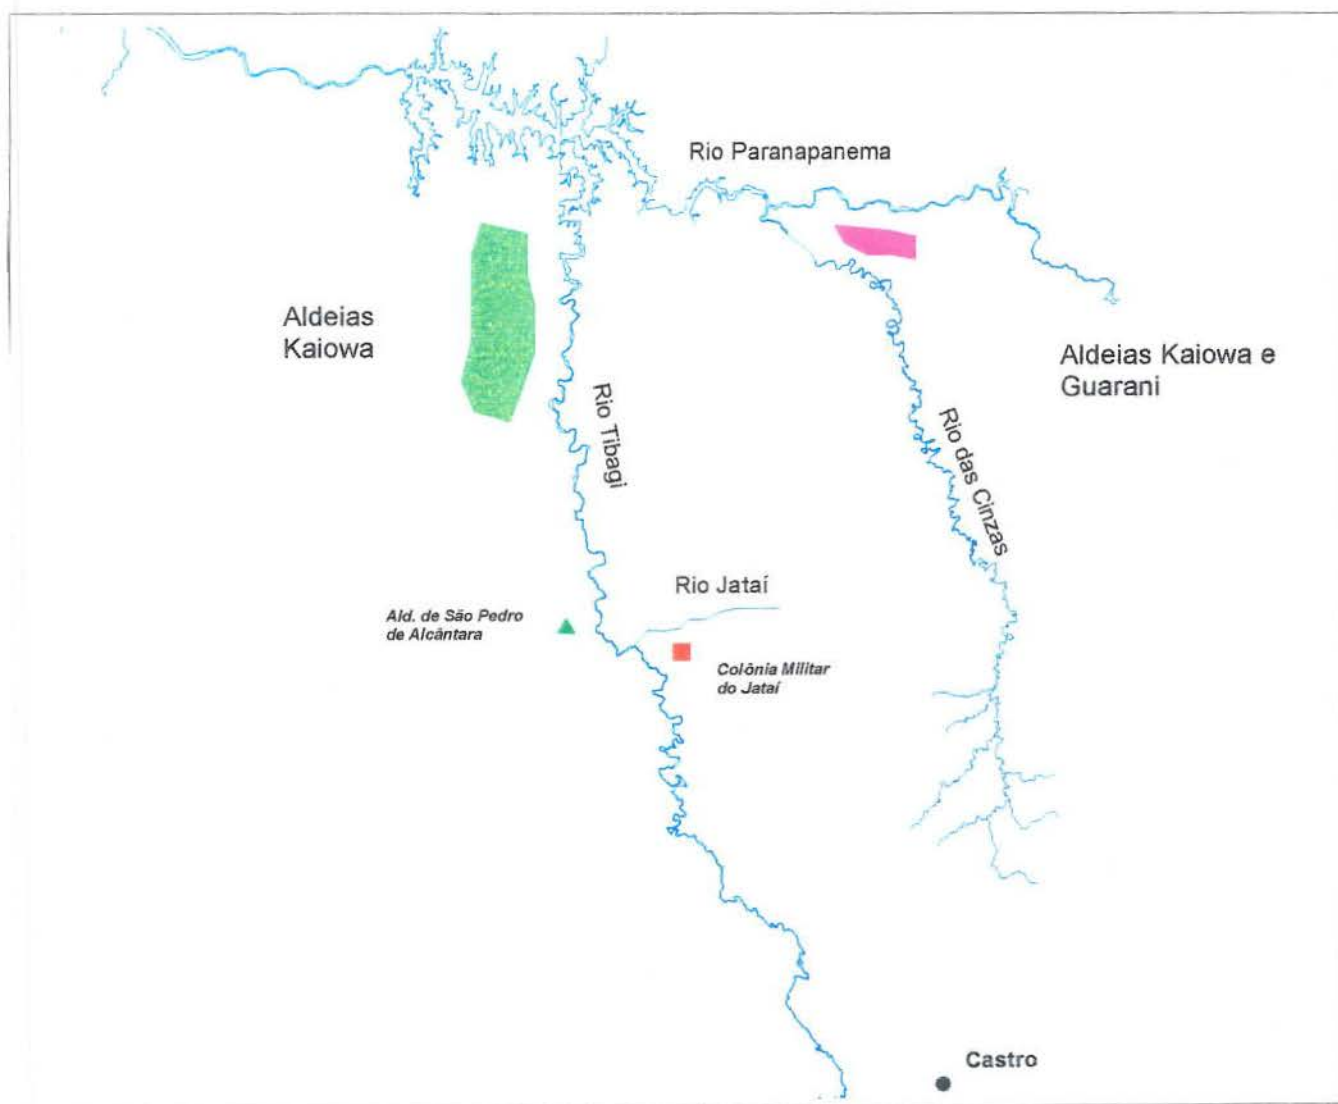 Rio Paranapanema
Aldeias
Kaiowa
Aldeias Kaiowa e
Guarani
Rio Tibagi
Rio das Cinzas
Rio Jataí
Ald. de São Pedro
de Alcântara
Colônia Militar
do Jataí
Castro